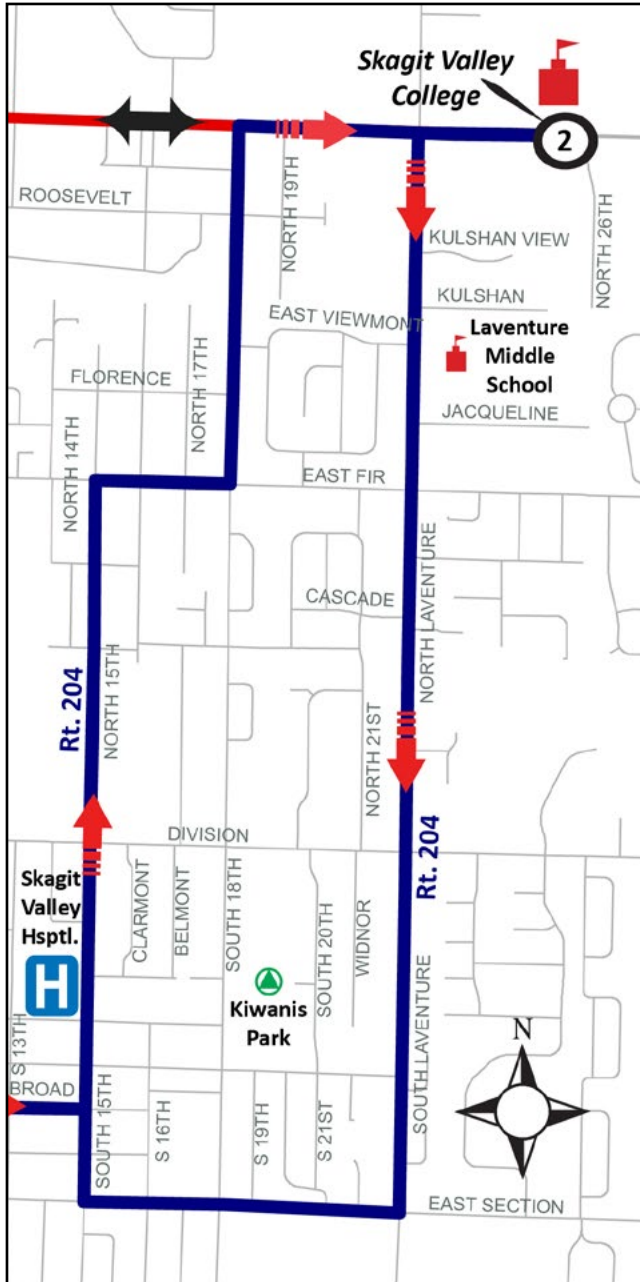 Skagit Valley
College
2
ROOSEVELT
NORTH 19TH
NORTH 26TH
KULSHAN VIEW
KULSHAN
EAST VIEWMONT
Laventure
Middle
School
FLORENCE
NORTH 17TH
JACQUELINE
NORTH 14TH
EAST FIR
CASCADE
NORTH LAVENTURE
Rt. 204
NORTH 15TH
NORTH 21ST
DIVISION
Rt. 204
Skagit
Valley
Hsptl.
H
CLARMONT
BELMONT
SOUTH 18TH
SOUTH 20TH
WIDNOR
Kiwanis
Park
SOUTH LAVENTURE
N
S 13TH
BROAD
SOUTH 15TH
S 16TH
S 19TH
S 21ST
EAST SECTION